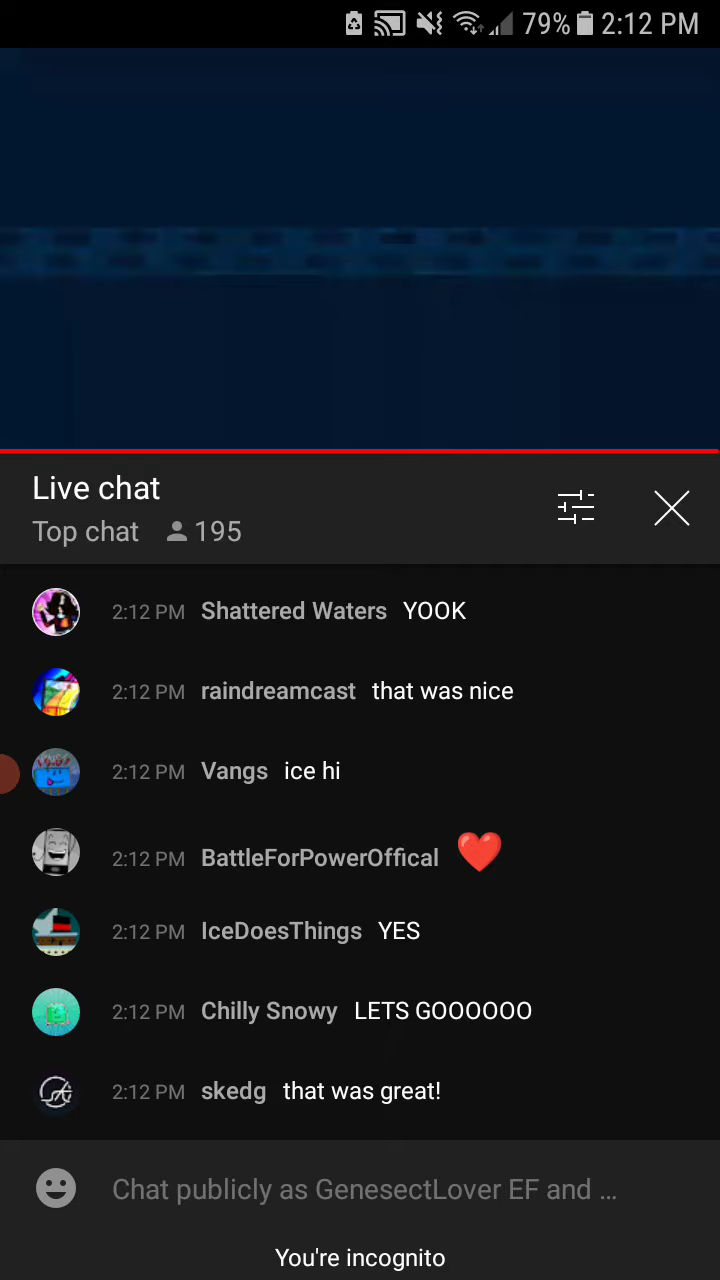 79% 2:12 PM
Live chat
Top chat 195
2:12 PM Shattered Waters YOOK
2:12 PM raindreamcast that was nice
2:12 PM Vangs ice hi
2:12 PM BattleForPowerOffical ❤️
2:12 PM IceDoesThings YES
2:12 PM Chilly Snowy LETS GOOOOOO
2:12 PM skedg that was great!
Chat publicly as GenesectLover EF and ...
You're incognito